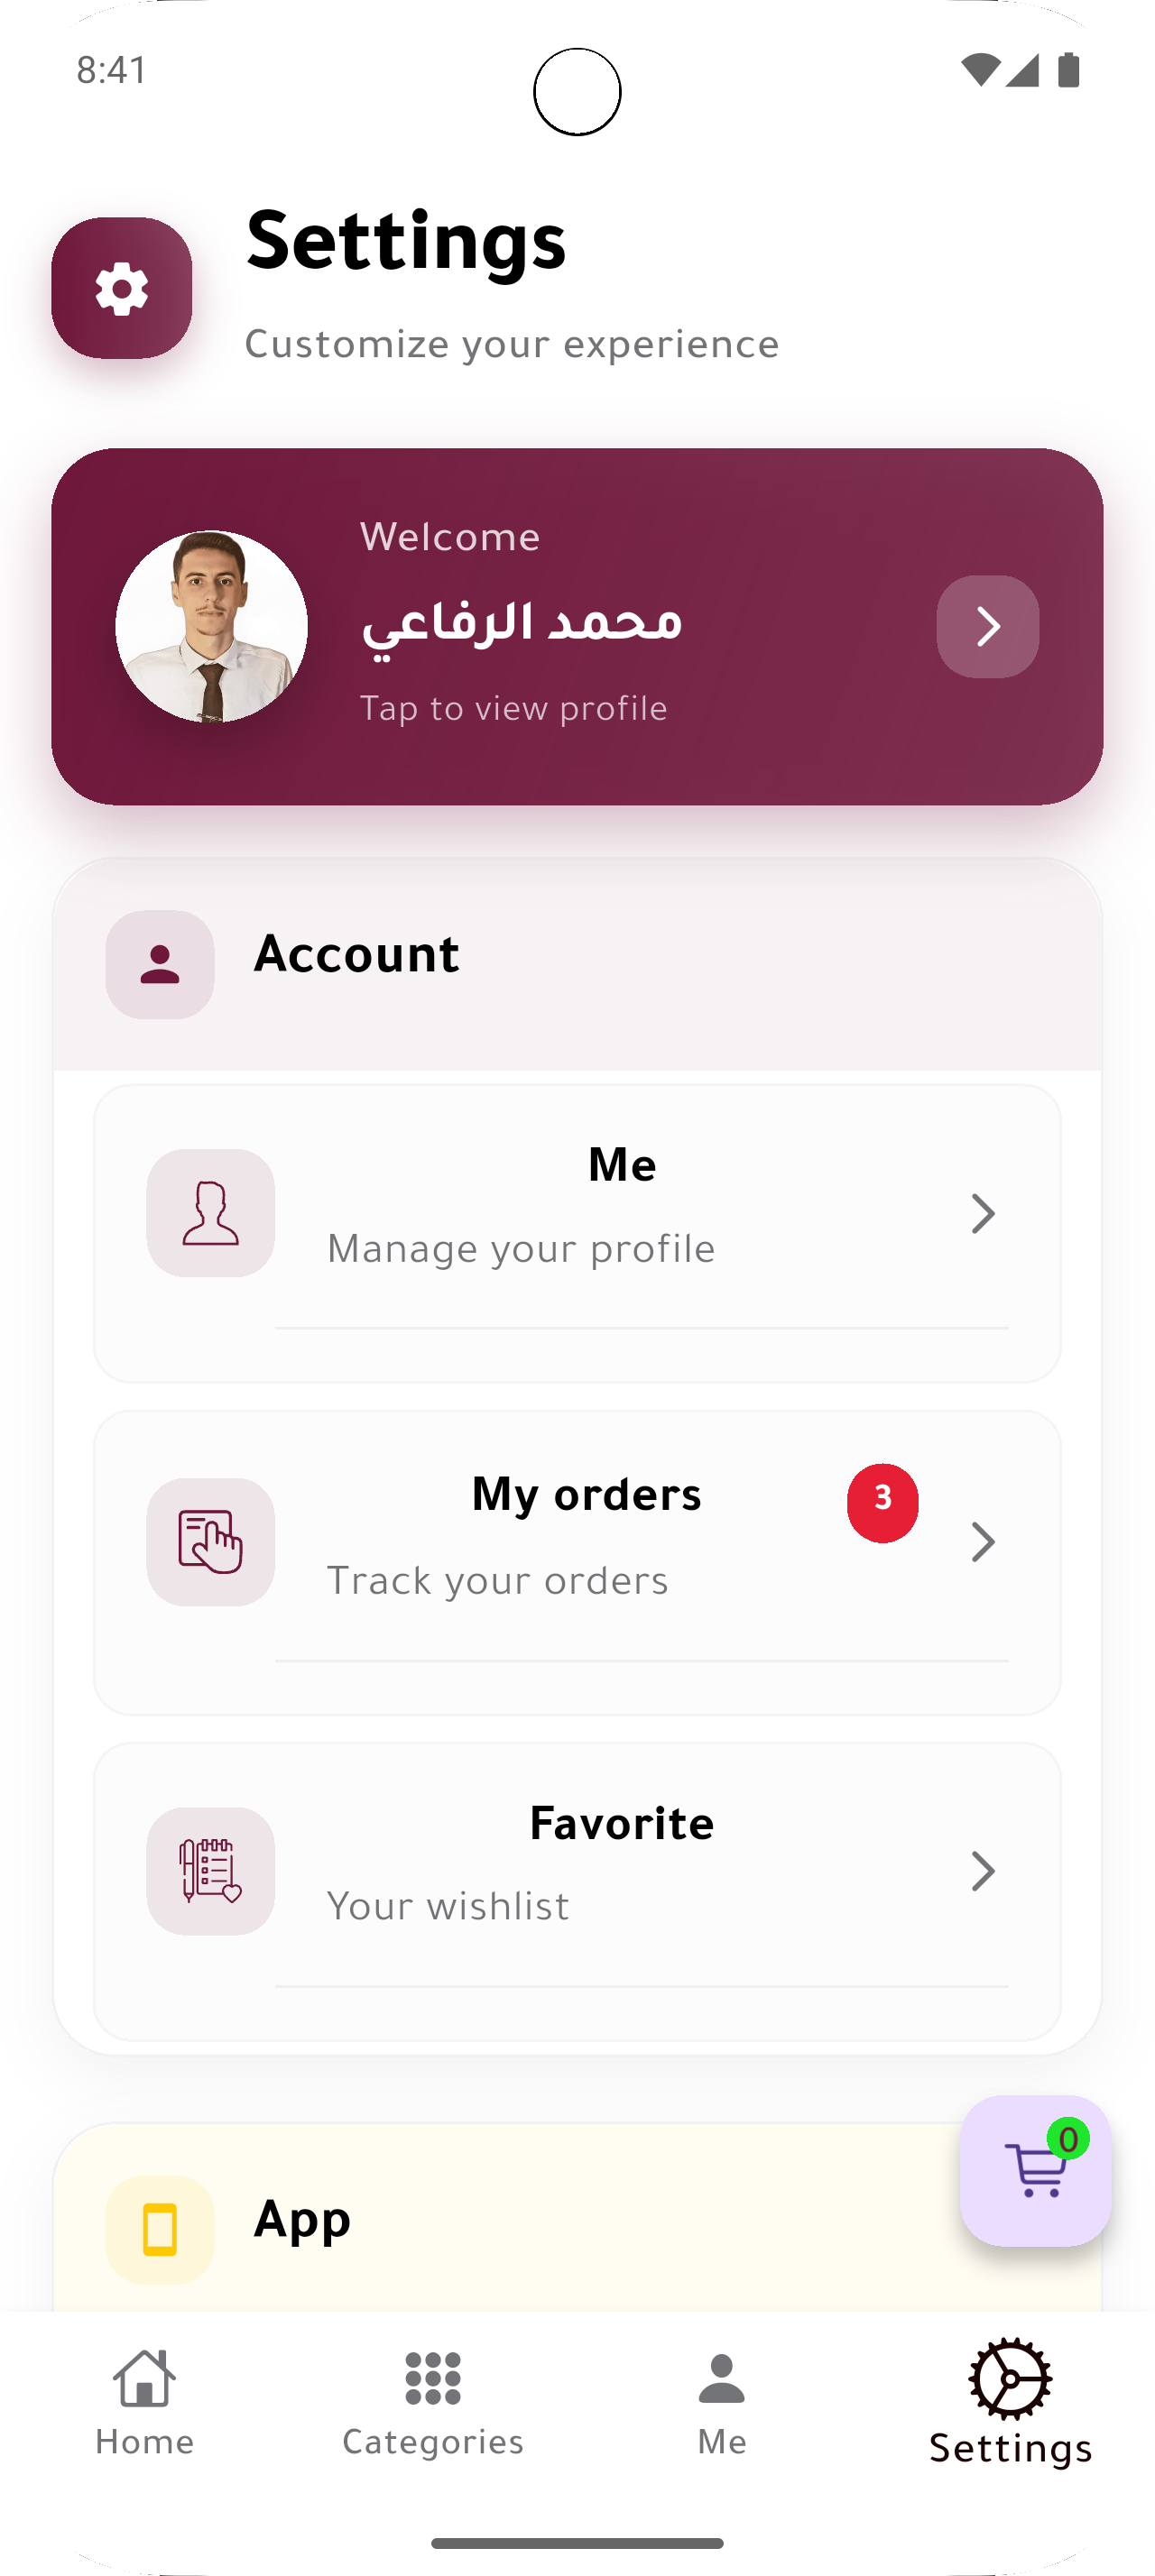 8:41
Settings
Customize your experience
Welcome
محمد الرفاعي
Tap to view profile
Account
Me
Manage your profile
My orders
3
Track your orders
Favorite
Your wishlist
0
App
Home
Categories
Me
Settings